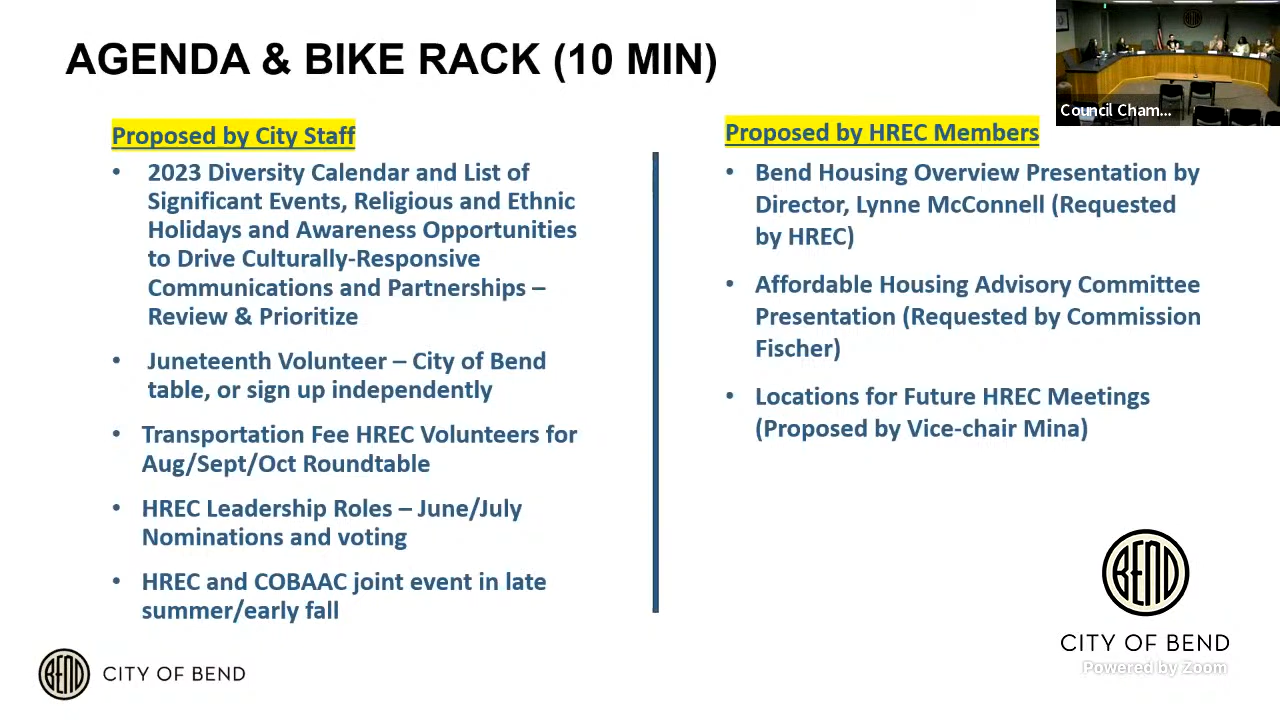 AGENDA & BIKE RACK (10 MIN)
Council Cham...
Proposed by City Staff
• 2023 Diversity Calendar and List of
Significant Events, Religious and Ethnic
Holidays and Awareness Opportunities
to Drive Culturally-Responsive
Communications and Partnerships –
Review & Prioritize
• Juneteenth Volunteer – City of Bend
table, or sign up independently
• Transportation Fee HREC Volunteers for
Aug/Sept/Oct Roundtable
• HREC Leadership Roles – June/July
Nominations and voting
• HREC and COBAAC joint event in late
summer/early fall
Proposed by HREC Members
• Bend Housing Overview Presentation by
Director, Lynne McConnell (Requested
by HREC)
• Affordable Housing Advisory Committee
Presentation (Requested by Commission
Fischer)
• Locations for Future HREC Meetings
(Proposed by Vice-chair Mina)
BEND
CITY OF BEND
BEND
CITY OF BEND
Powered by Zoom